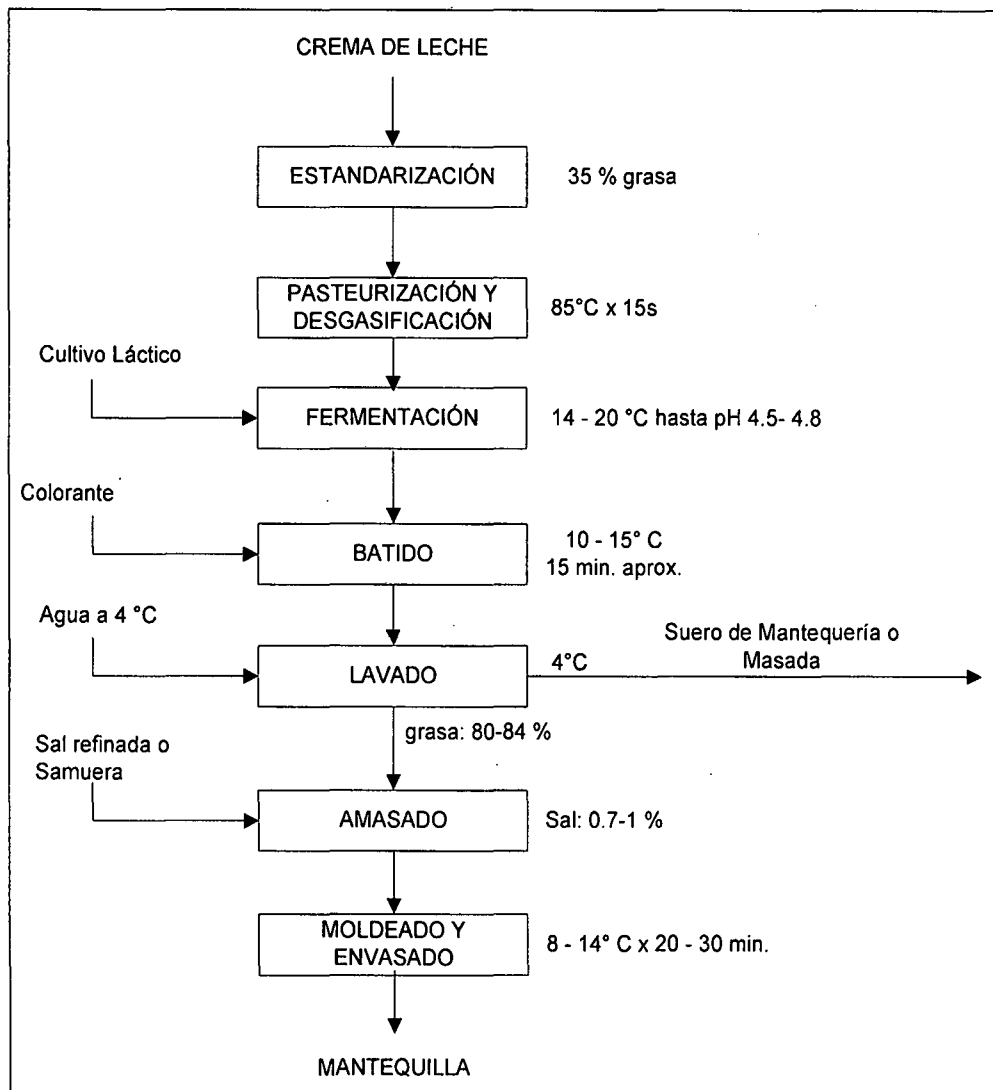 CREMA DE LECHE
ESTANDARIZACIÓN
35 % grasa
PASTEURIZACIÓN Y
DESGASIFICACIÓN
85°C x 15s
Cultivo Láctico
FERMENTACIÓN
14 - 20 °C hasta pH 4.5- 4.8
Colorante
BATIDO
10 - 15° C
15 min. aprox.
Agua a 4 °C
LAVADO
4°C
Suero de Mantequería o
Masada
grasa: 80-84 %
Sal refinada o
Samuera
AMASADO
Sal: 0.7-1 %
MOLDEADO Y
ENVASADO
8 - 14° C x 20 - 30 min.
MANTEQUILLA